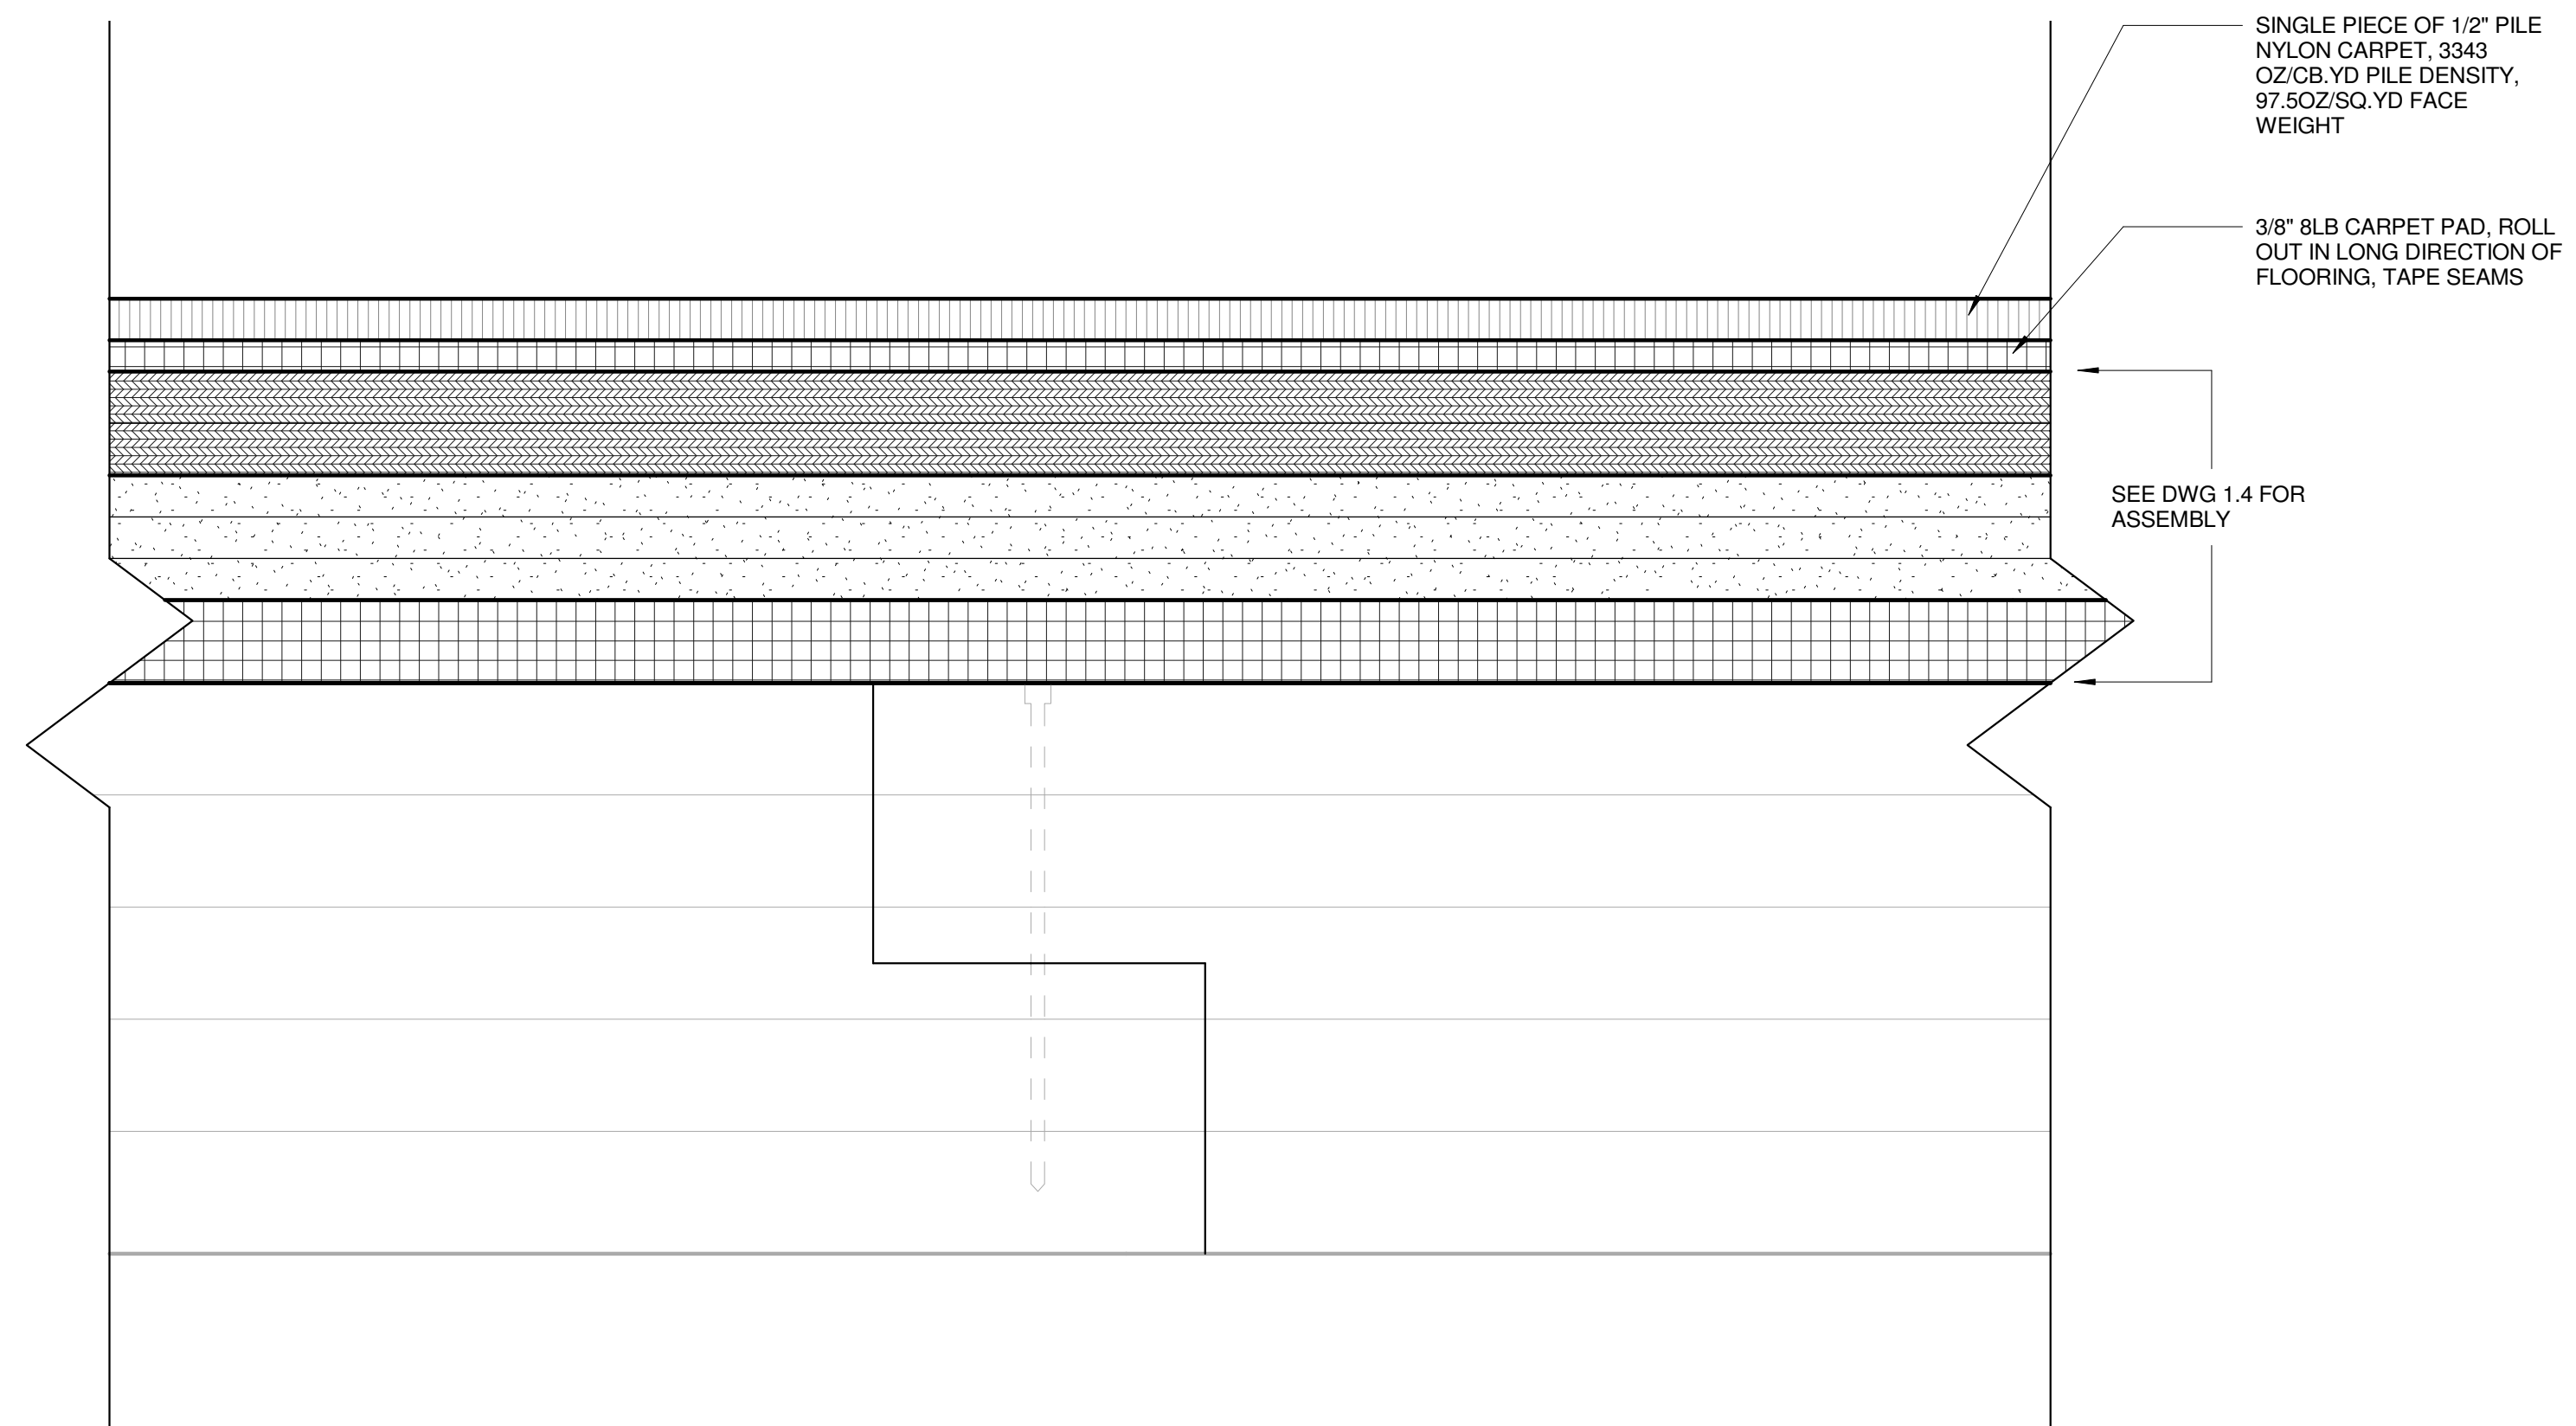 SINGLE PIECE OF 1/2" PILE
NYLON CARPET, 3343
OZ/CB.YD PILE DENSITY,
97.5OZ/SQ.YD FACE
WEIGHT
3/8" 8LB CARPET PAD, ROLL
OUT IN LONG DIRECTION OF
FLOORING, TAPE SEAMS
SEE DWG 1.4 FOR
ASSEMBLY